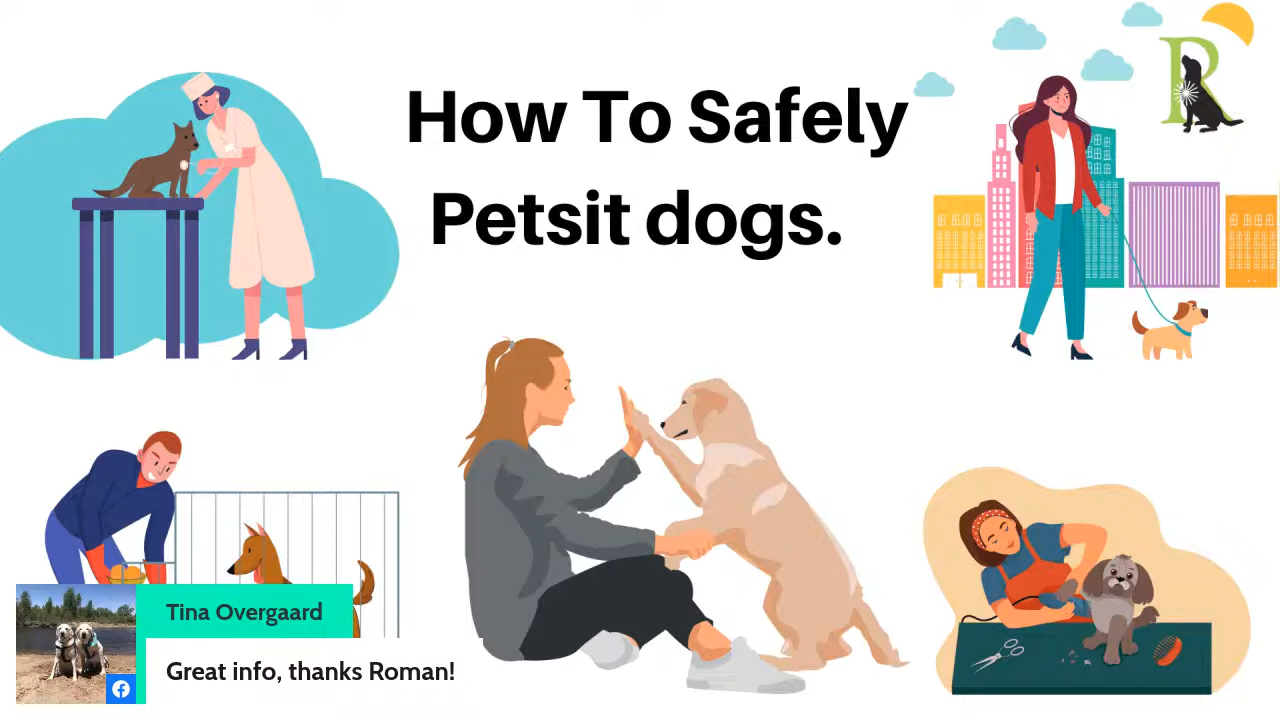 How To Safely
Petsit dogs.
R
Tina Overgaard
Great info, thanks Roman!